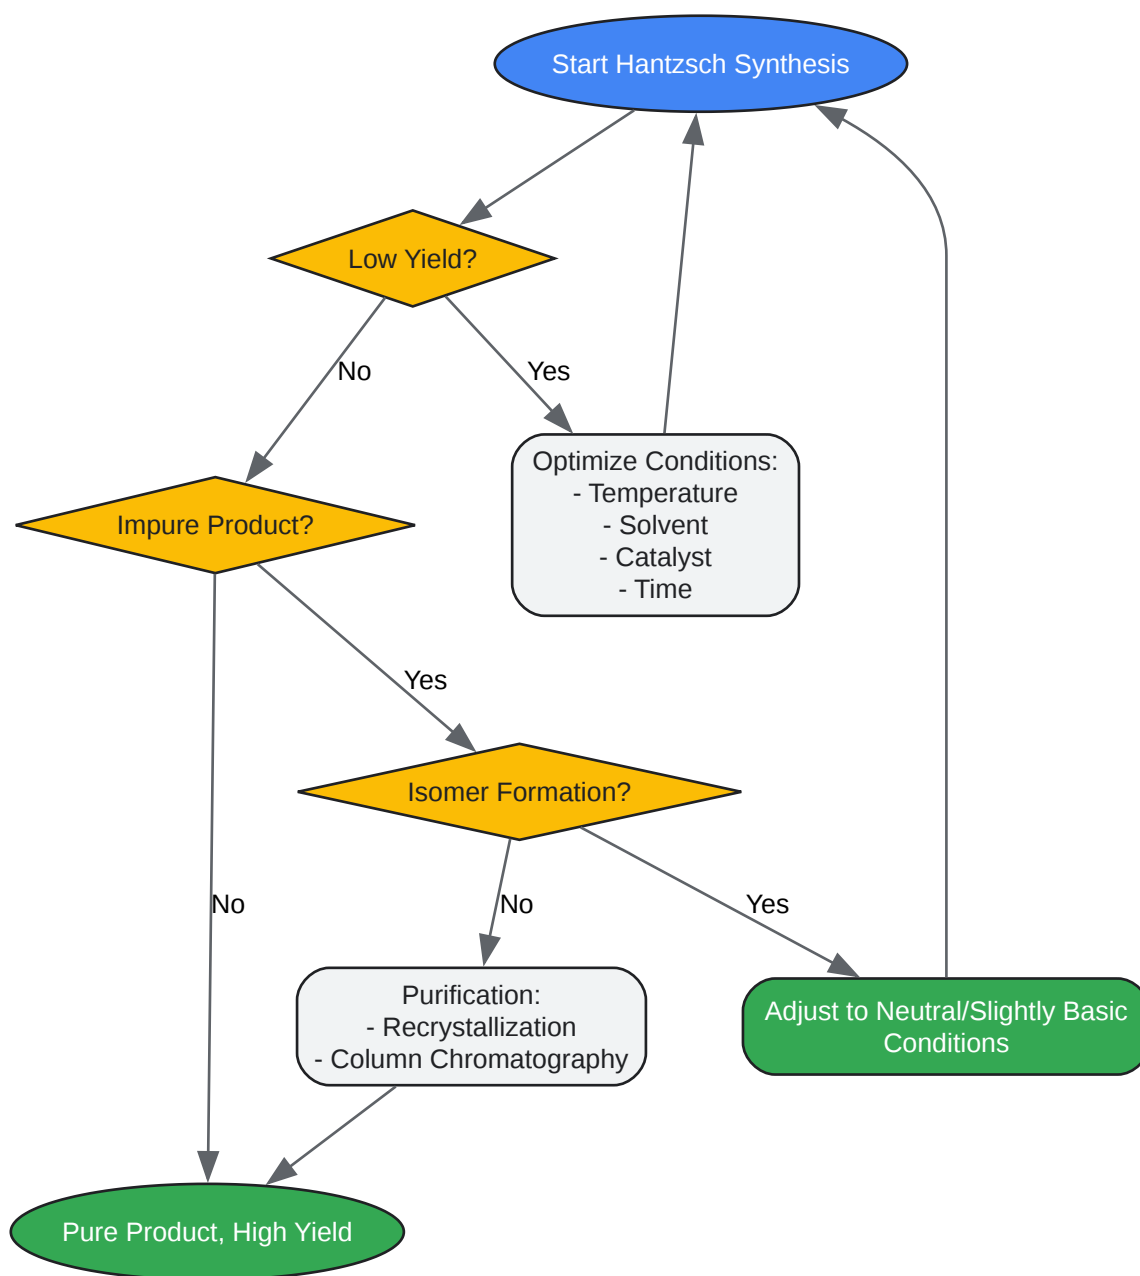 Start Hantzsch Synthesis
Low Yield?
No
Yes
Optimize Conditions:
- Temperature
- Solvent
- Catalyst
- Time
Impure Product?
Yes
Isomer Formation?
No
No
Yes
Purification:
- Recrystallization
- Column Chromatography
Adjust to Neutral/Slightly Basic
Conditions
Pure Product, High Yield